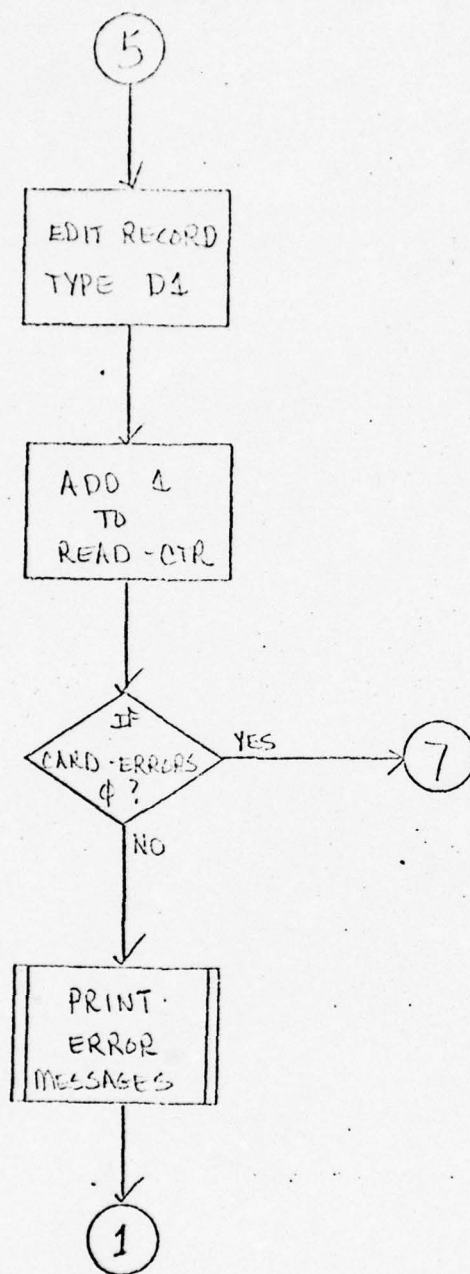 5
EDIT RECORD
TYPE D1
ADD 1
TO
READ-CTR
IF
CARD-ERRORS
φ?
YES
7
NO
PRINT
ERROR
MESSAGES
1